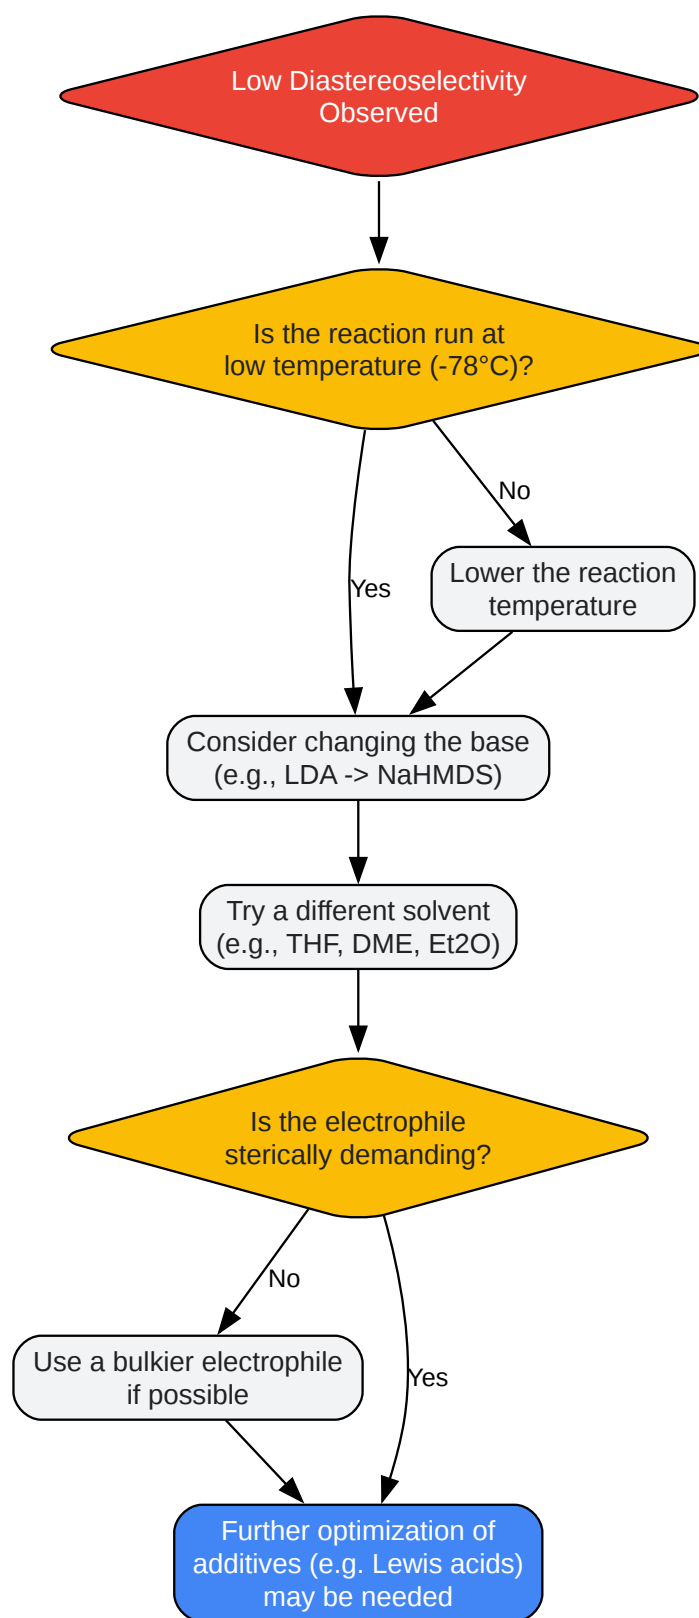 Low Diastereoselectivity
Observed
Is the reaction run at
low temperature (-78°C)?
No
Lower the reaction
temperature
Yes
Consider changing the base
(e.g., LDA -> NaHMDS)
Try a different solvent
(e.g., THF, DME, Et2O)
Is the electrophile
sterically demanding?
No
Use a bulkier electrophile
if possible
Yes
Further optimization of
additives (e.g. Lewis acids)
may be needed